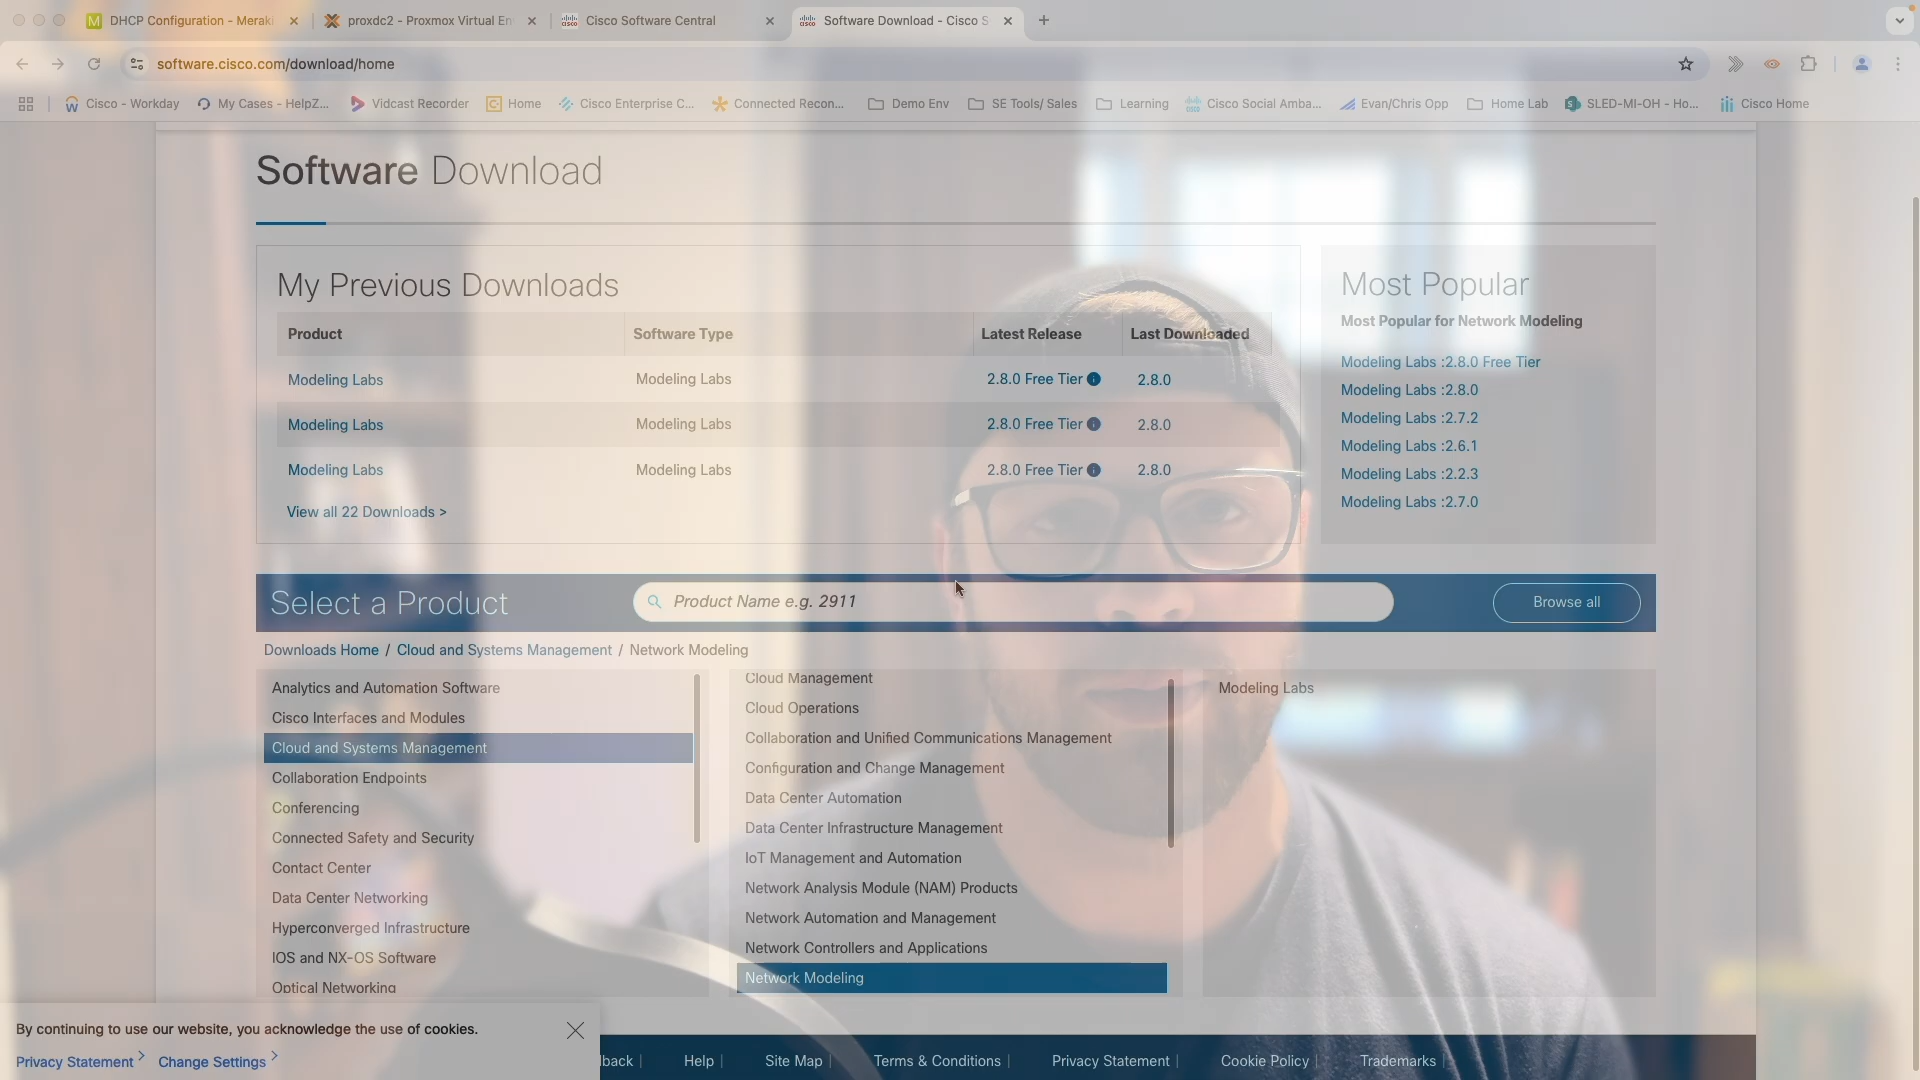 DHCP Configuration - Meraki
proxdc2 - Proxmox Virtual En
Cisco Software Central
Software Download - Cisco S
software.cisco.com/download/home
Cisco - Workday
My Cases - HelpZ...
Vidcast Recorder
Home
Cisco Enterprise C...
Connected Recon...
Demo Env
SE Tools/ Sales
Learning
Cisco Social Amba...
Evan/Chris Opp
Home Lab
SLED-MI-OH - Ho...
Cisco Home
Software Download
My Previous Downloads
Product Software Type Latest Release Last Downloaded
Modeling Labs Modeling Labs 2.8.0 Free Tier 2.8.0
Modeling Labs Modeling Labs 2.8.0 Free Tier 2.8.0
Modeling Labs Modeling Labs 2.8.0 Free Tier 2.8.0
View all 22 Downloads >
Most Popular
Most Popular for Network Modeling
Modeling Labs :2.8.0 Free Tier
Modeling Labs :2.8.0
Modeling Labs :2.7.2
Modeling Labs :2.6.1
Modeling Labs :2.2.3
Modeling Labs :2.7.0
Select a Product
Product Name e.g. 2911
Browse all
Downloads Home / Cloud and Systems Management / Network Modeling
Analytics and Automation Software
Cisco Interfaces and Modules
Cloud and Systems Management
Collaboration Endpoints
Conferencing
Connected Safety and Security
Contact Center
Data Center Networking
Hyperconverged Infrastructure
IOS and NX-OS Software
Optical Networking
Cloud Management
Cloud Operations
Collaboration and Unified Communications Management
Configuration and Change Management
Data Center Automation
Data Center Infrastructure Management
IoT Management and Automation
Network Analysis Module (NAM) Products
Network Automation and Management
Network Controllers and Applications
Network Modeling
Modeling Labs
By continuing to use our website, you acknowledge the use of cookies.
Privacy Statement > Change Settings >
lback | Help | Site Map | Terms & Conditions | Privacy Statement | Cookie Policy | Trademarks |